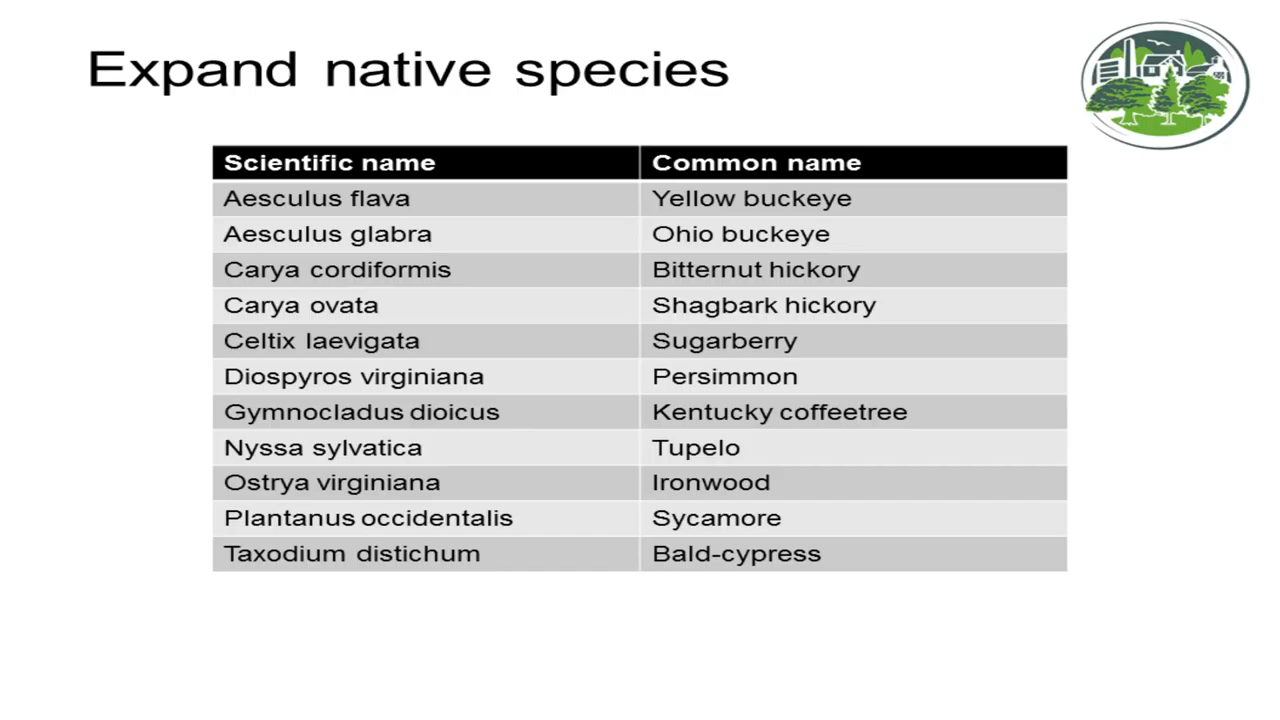 Expand native species
Scientific name Common name
Aesculus flava Yellow buckeye
Aesculus glabra Ohio buckeye
Carya cordiformis Bitternut hickory
Carya ovata Shagbark hickory
Celtix laevigata Sugarberry
Diospyros virginiana Persimmon
Gymnocladus dioicus Kentucky coffeetree
Nyssa sylvatica Tupelo
Ostrya virginiana Ironwood
Plantanus occidentalis Sycamore
Taxodium distichum Bald-cypress